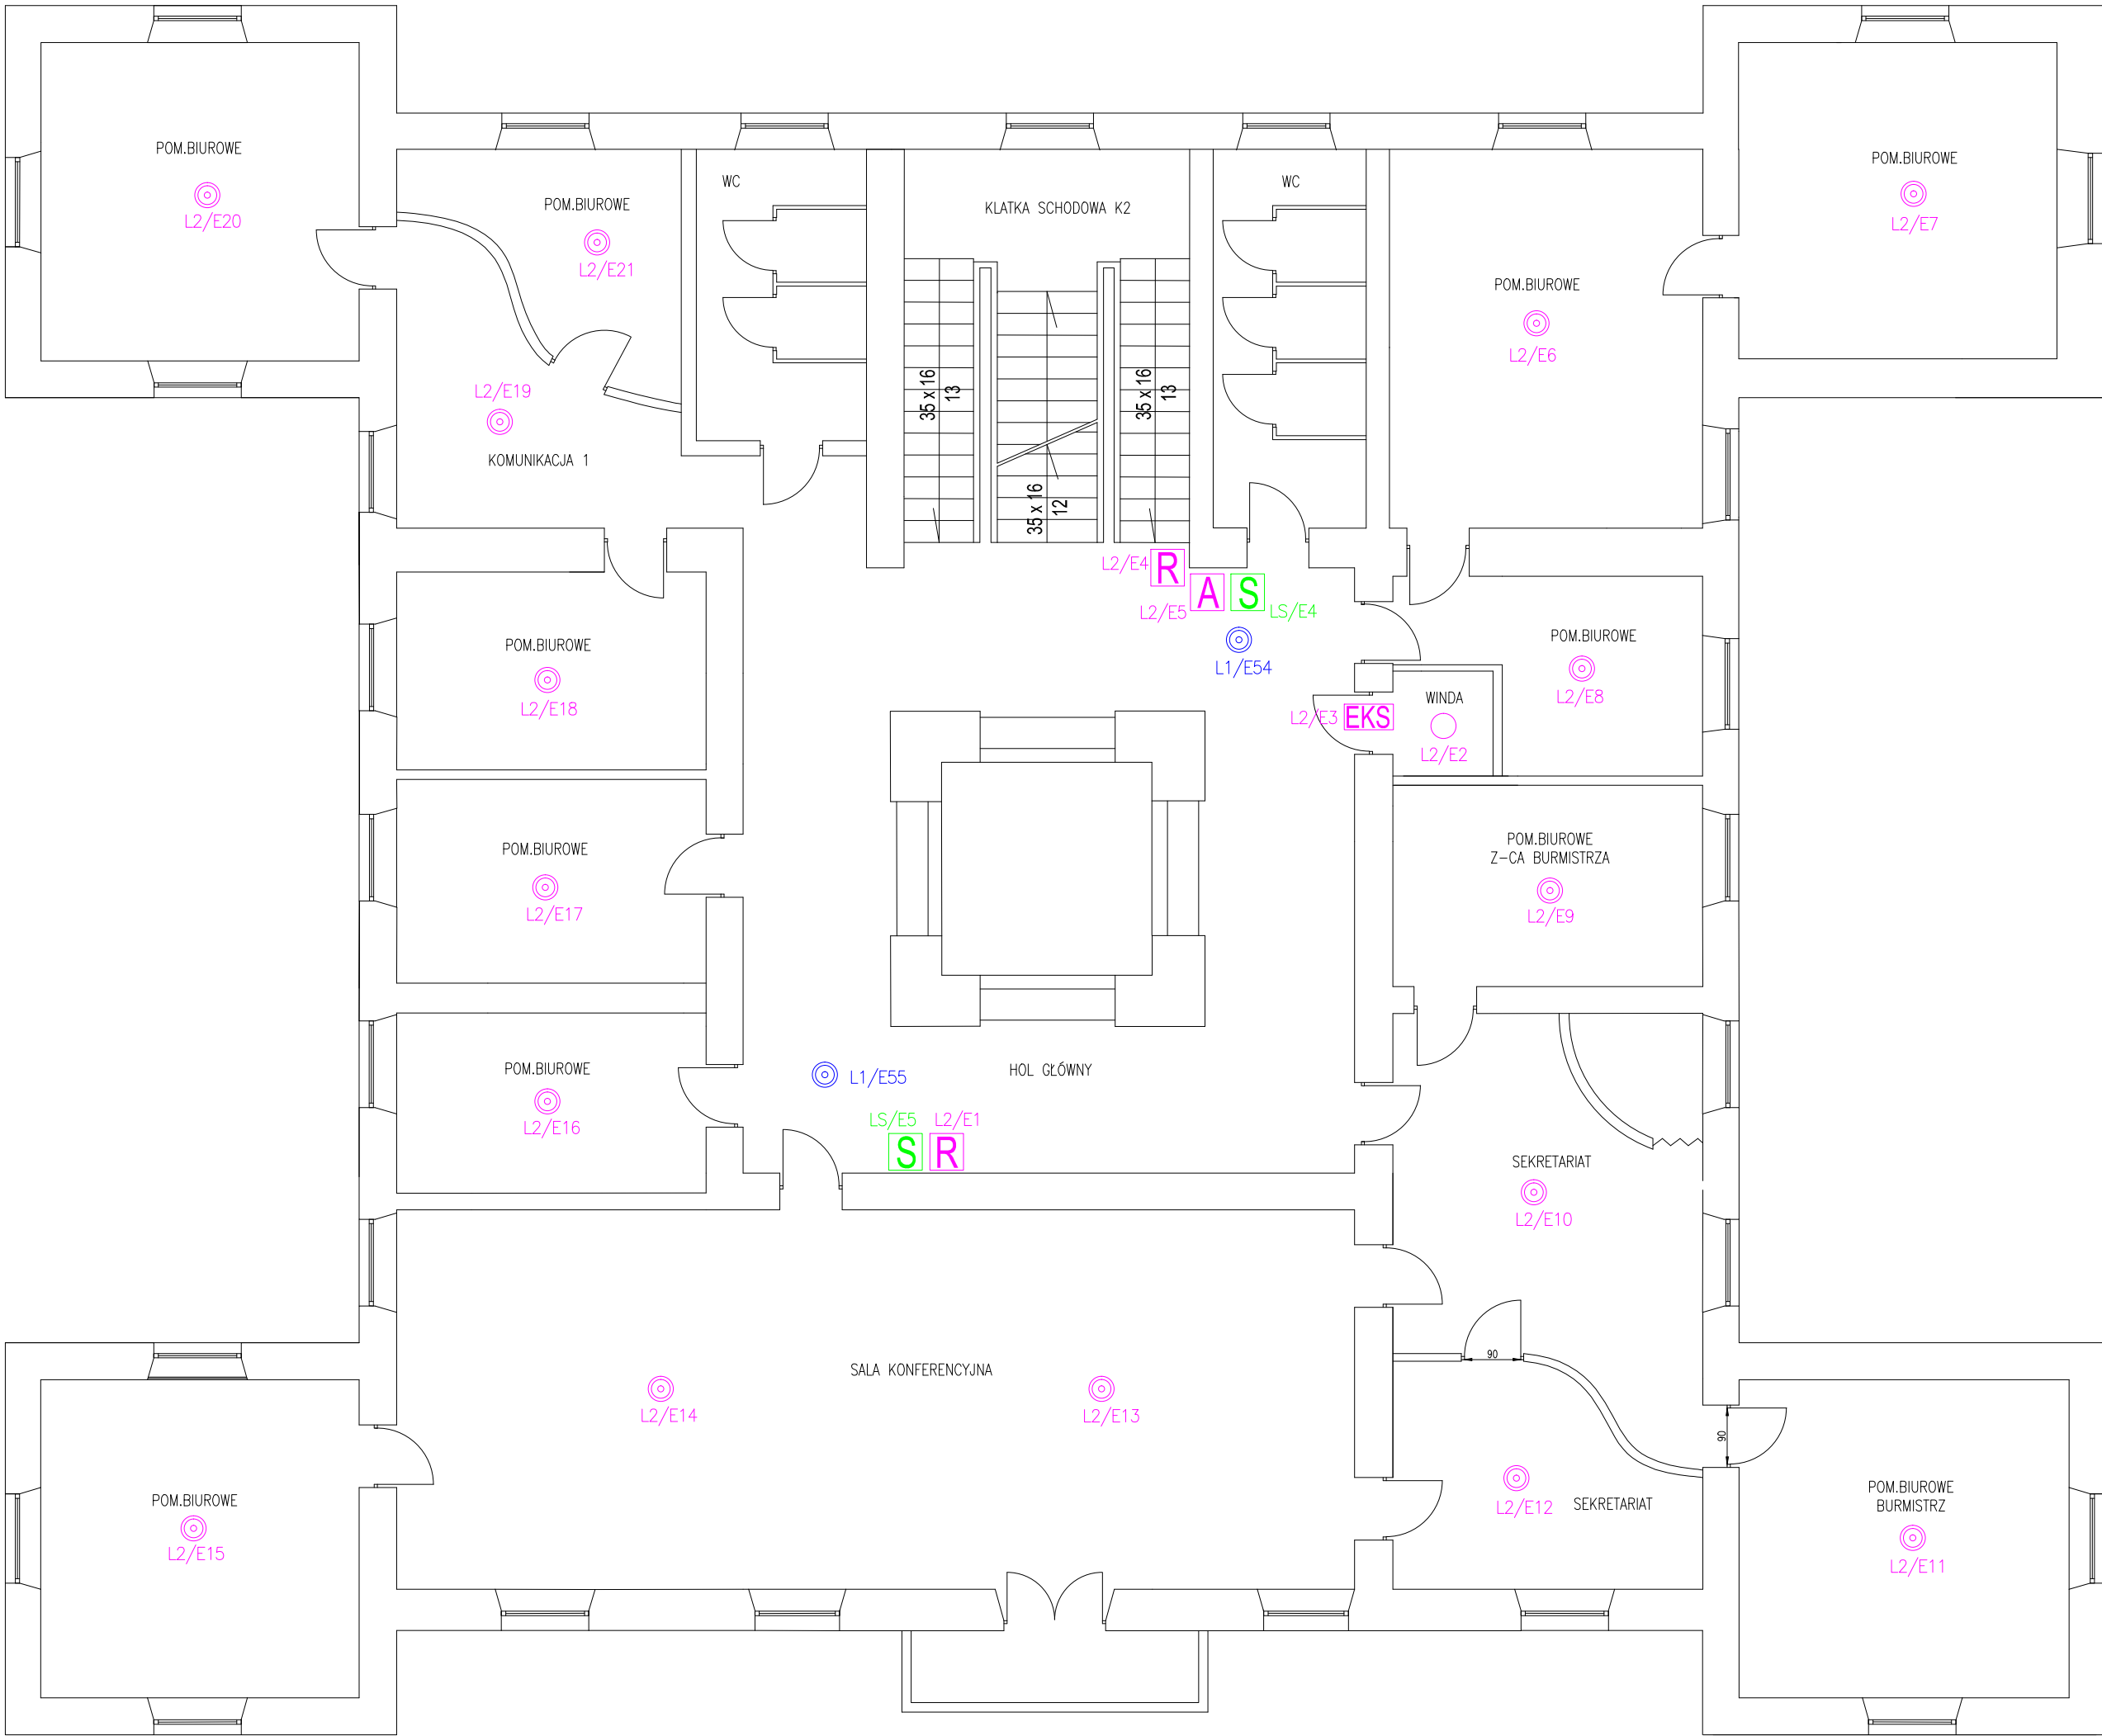 POM.BIUROWE
L2/E20
POM.BIUROWE
L2/E21
WC
KLATKA SCHODOWA K2
WC
POM.BIUROWE
L2/E7
POM.BIUROWE
L2/E6
L2/E19
KOMUNIKACJA 1
35 x 16
13
35 x 16
12
35 x 16
13
L2/E4
R
L2/E5
A
S
LS/E4
L1/E54
POM.BIUROWE
L2/E18
POM.BIUROWE
L2/E8
WINDA
L2/E2
L2/E3
EKS
POM.BIUROWE
L2/E17
POM.BIUROWE
Z-CA BURMISTRZA
L2/E9
POM.BIUROWE
L2/E16
L1/E55
HOL GŁÓWNY
LS/E5
L2/E1
S
R
SEKRETARIAT
L2/E10
90
SALA KONFERENCYJNA
L2/E14
L2/E13
90
L2/E12
SEKRETARIAT
POM.BIUROWE
L2/E15
POM.BIUROWE
BURMISTRZ
L2/E11